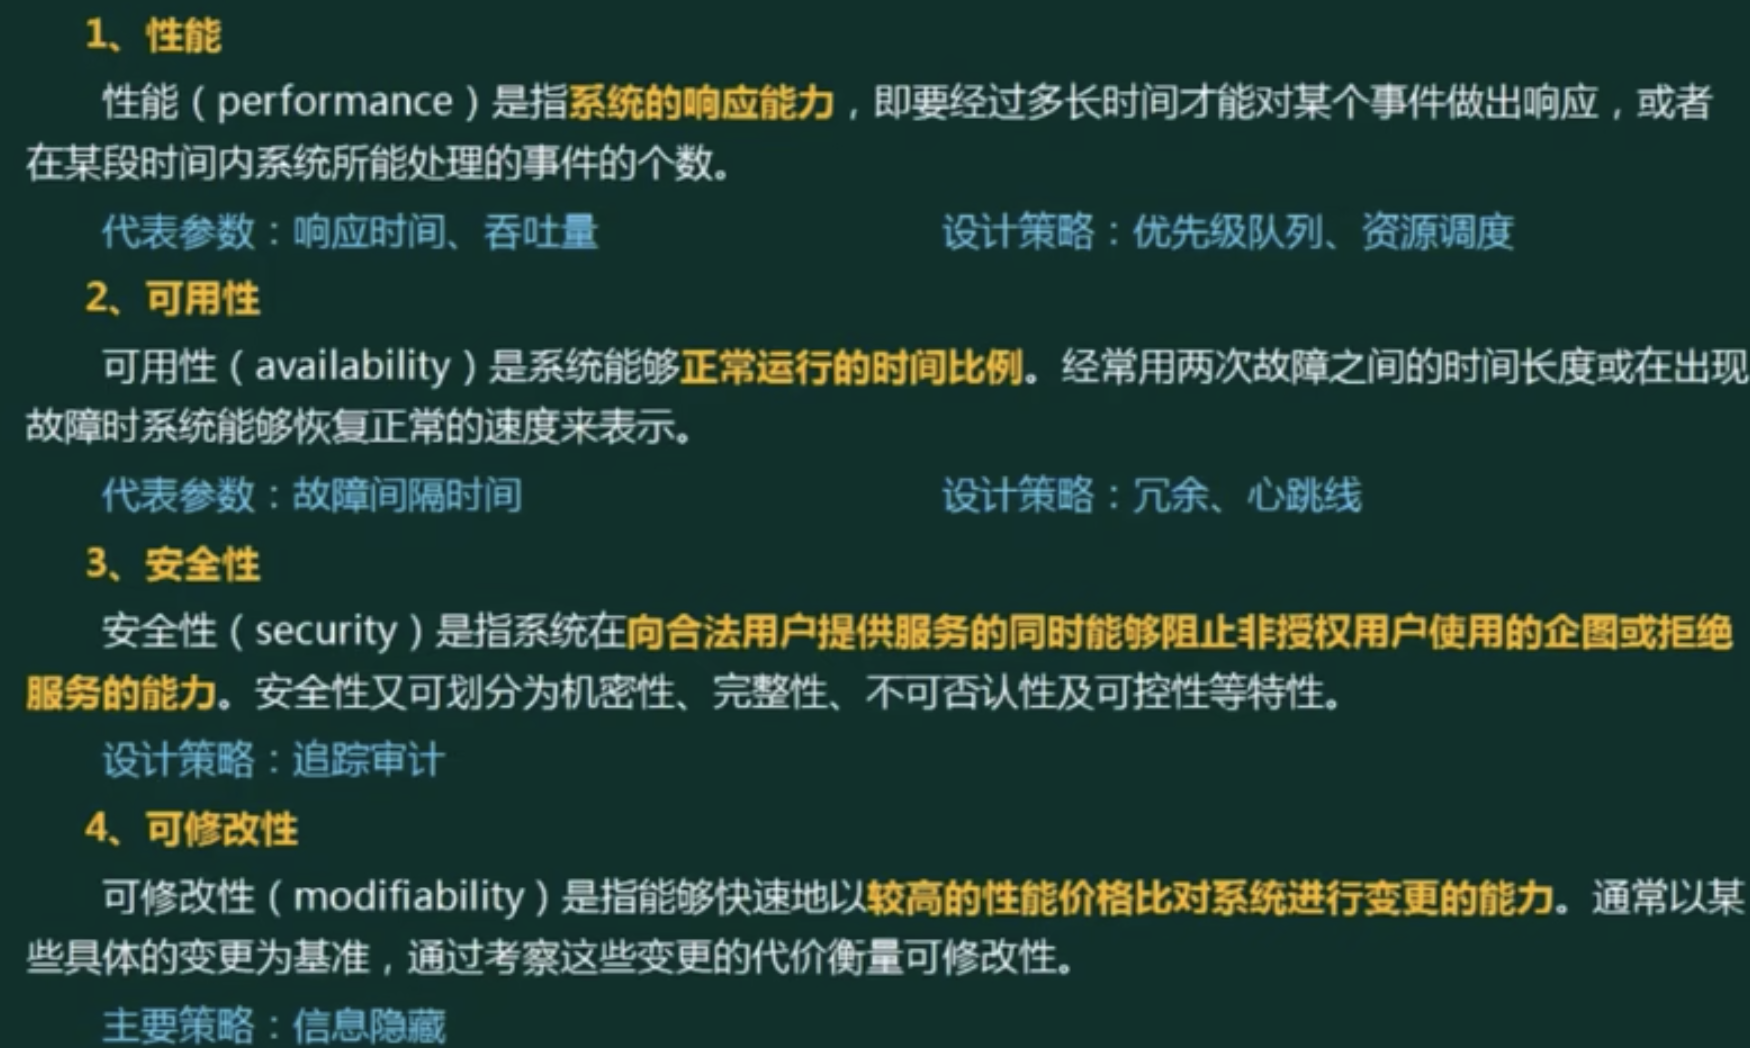 1、性能
性能（performance）是指系统的响应能力，即要经过多长时间才能对某个事件做出响应，或者
在某段时间内系统所能处理的事件的个数。
代表参数：响应时间、吞吐量 设计策略：优先级队列、资源调度
2、可用性
可用性（availability）是系统能够正常运行的时间比例。经常用两次故障之间的时间长度或在出现
故障时系统能够恢复正常的速度来表示。
代表参数：故障间隔时间 设计策略：冗余、心跳线
3、安全性
安全性（security）是指系统在向合法用户提供服务的同时能够阻止非授权用户使用的企图或拒绝
服务的能力。安全性又可划分为机密性、完整性、不可否认性及可控性等特性。
设计策略：追踪审计
4、可修改性
可修改性（modifiability）是指能够快速地以较高的性能价格比对系统进行变更的能力。通常以某
些具体的变更为基准，通过考察这些变更的代价衡量可修改性。
主要策略：信息隐藏